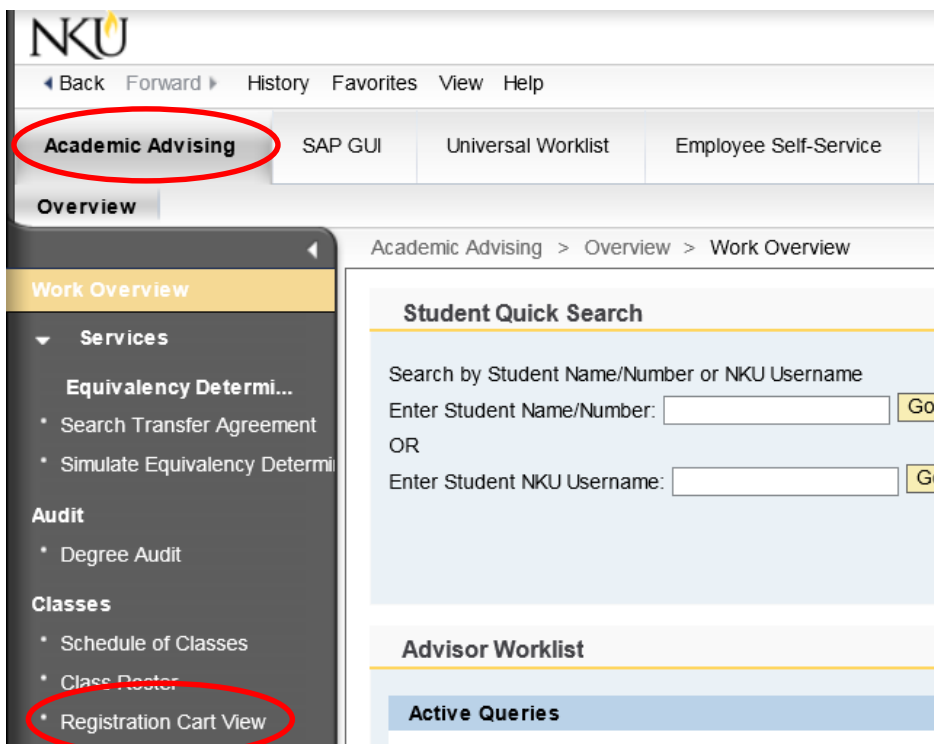 NKU
Back Forward History Favorites View Help
Academic Advising SAP GUI Universal Worklist Employee Self-Service
Overview
Academic Advising > Overview > Work Overview
Work Overview
Services
Equivalency Determi...
• Search Transfer Agreement
• Simulate Equivalency Determi
Audit
• Degree Audit
Classes
• Schedule of Classes
• Class Roster
• Registration Cart View
Student Quick Search
Search by Student Name/Number or NKU Username
Enter Student Name/Number: Go
OR
Enter Student NKU Username: G
Advisor Worklist
Active Queries